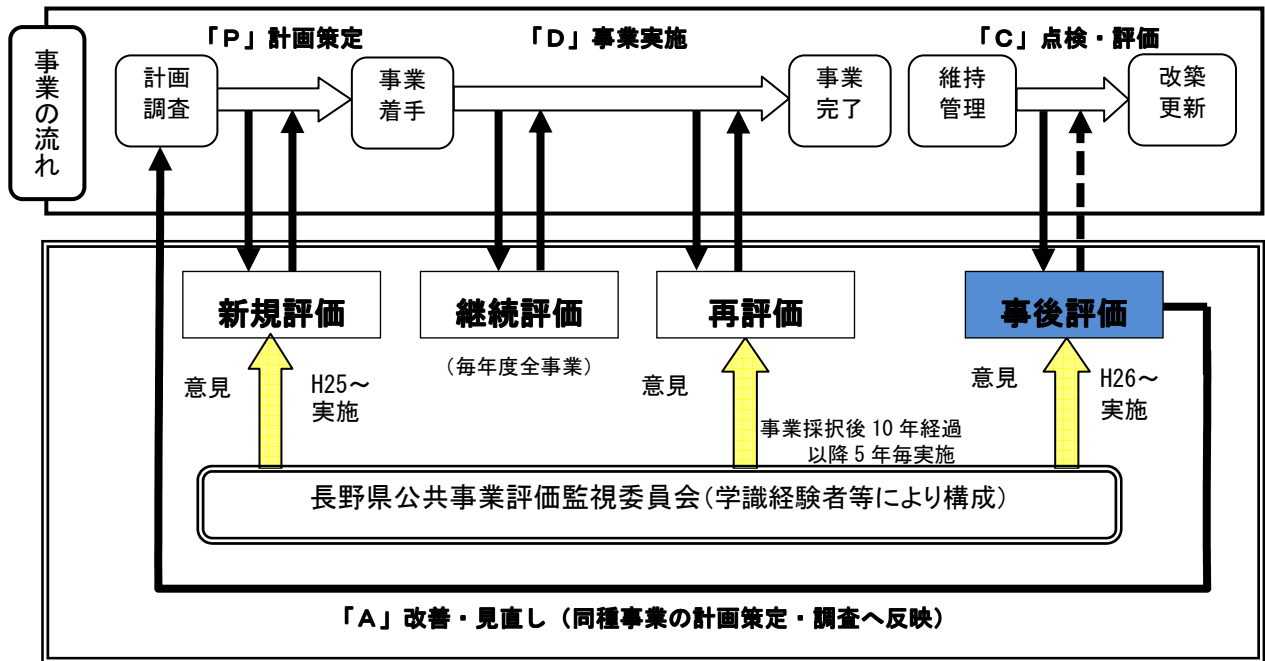 事業の流れ
「P」計画策定
「D」事業実施
「C」点検・評価
計画
調査
事業
着手
事業
完了
維持
管理
改築
更新
新規評価
継続評価
再評価
事後評価
(毎年度全事業)
意見
H25～
実施
意見
意見
H26～
実施
事業採択後10年経過
以降5年毎実施
長野県公共事業評価監視委員会(学識経験者等により構成)
「A」改善・見直し(同種事業の計画策定・調査へ反映)